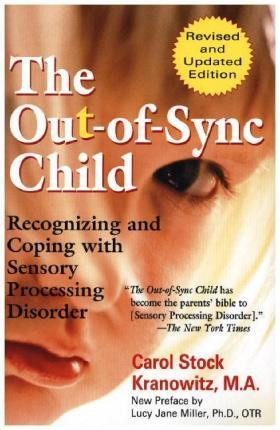 Revised
and
Updated
Edition
The
Out-of-Sync
Child
Recognizing and
Coping with
Sensory
Processing
Disorder
"The Out-of-Sync Child has
become the parents' bible to
[Sensory Processing Disorder]."
—The New York Times
Carol Stock
Kranowitz, M.A.
New Preface by
Lucy Jane Miller, Ph.D., OTR